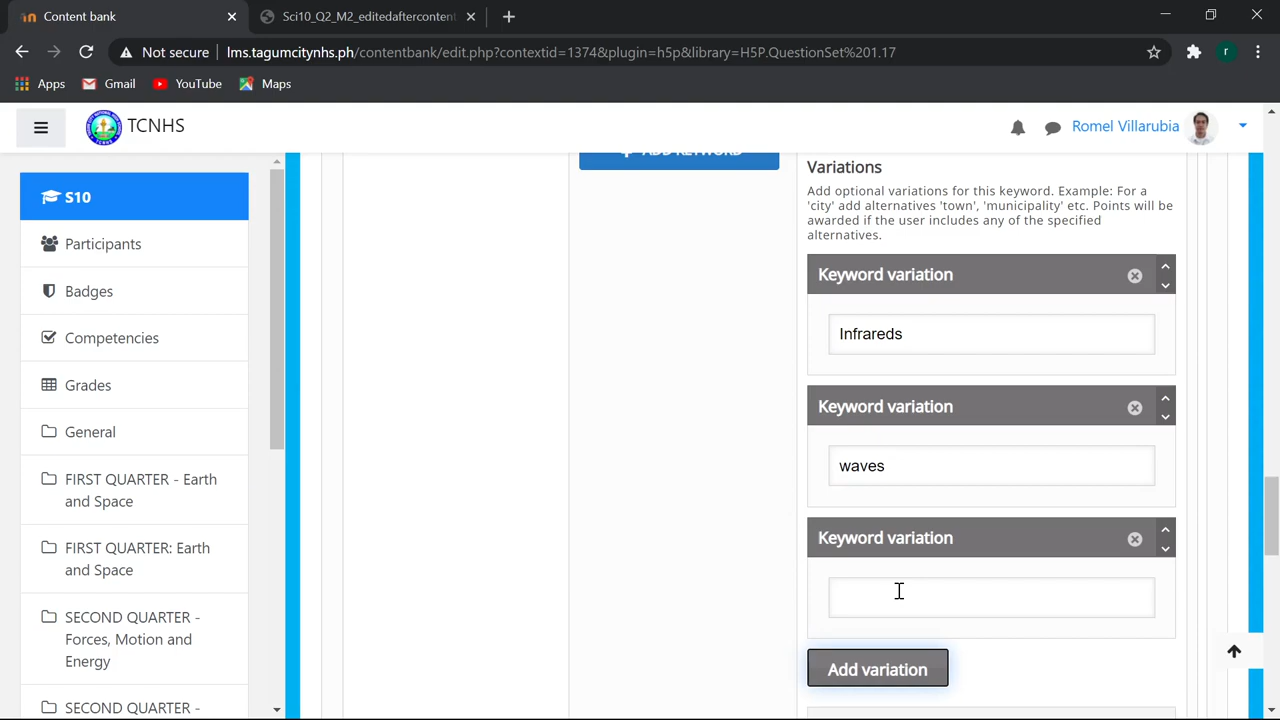 Content bank
Sci10_Q2_M2_editedaftercontent
Not secure
lms.tagumcitynhs.ph/contentbank/edit.php?contextid=1374&plugin=h5p&library=H5P.QuestionSet%201.17
r
Apps
Gmail
YouTube
Maps
TCNHS
Romel Villarubia
S10
Participants
Badges
Competencies
Grades
General
FIRST QUARTER - Earth
and Space
FIRST QUARTER: Earth
and Space
SECOND QUARTER -
Forces, Motion and
Energy
SECOND QUARTER -
+ ADD KEYWORD
Variations
Add optional variations for this keyword. Example: For a
'city' add alternatives 'town', 'municipality' etc. Points will be
awarded if the user includes any of the specified
alternatives.
Keyword variation
Infrareds
Keyword variation
waves
Keyword variation
Add variation